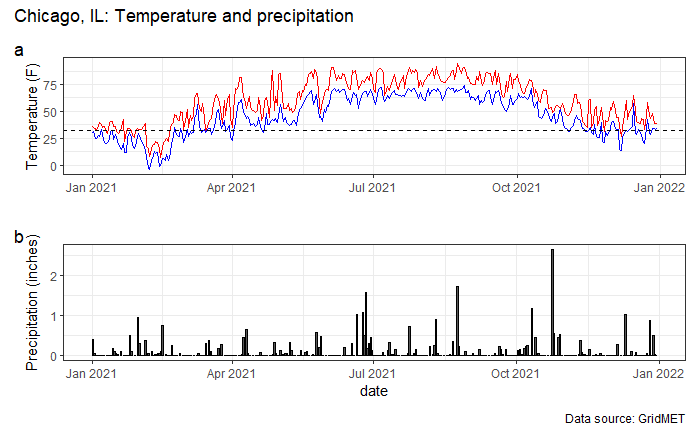 Chicago, IL: Temperature and precipitation
a
Temperature (F)
75
50
25
0
Jan 2021 Apr 2021 Jul 2021 Oct 2021 Jan 2022
b
Precipitation (inches)
2
1
0
Jan 2021 Apr 2021 Jul 2021 Oct 2021 Jan 2022
date
Data source: GridMET